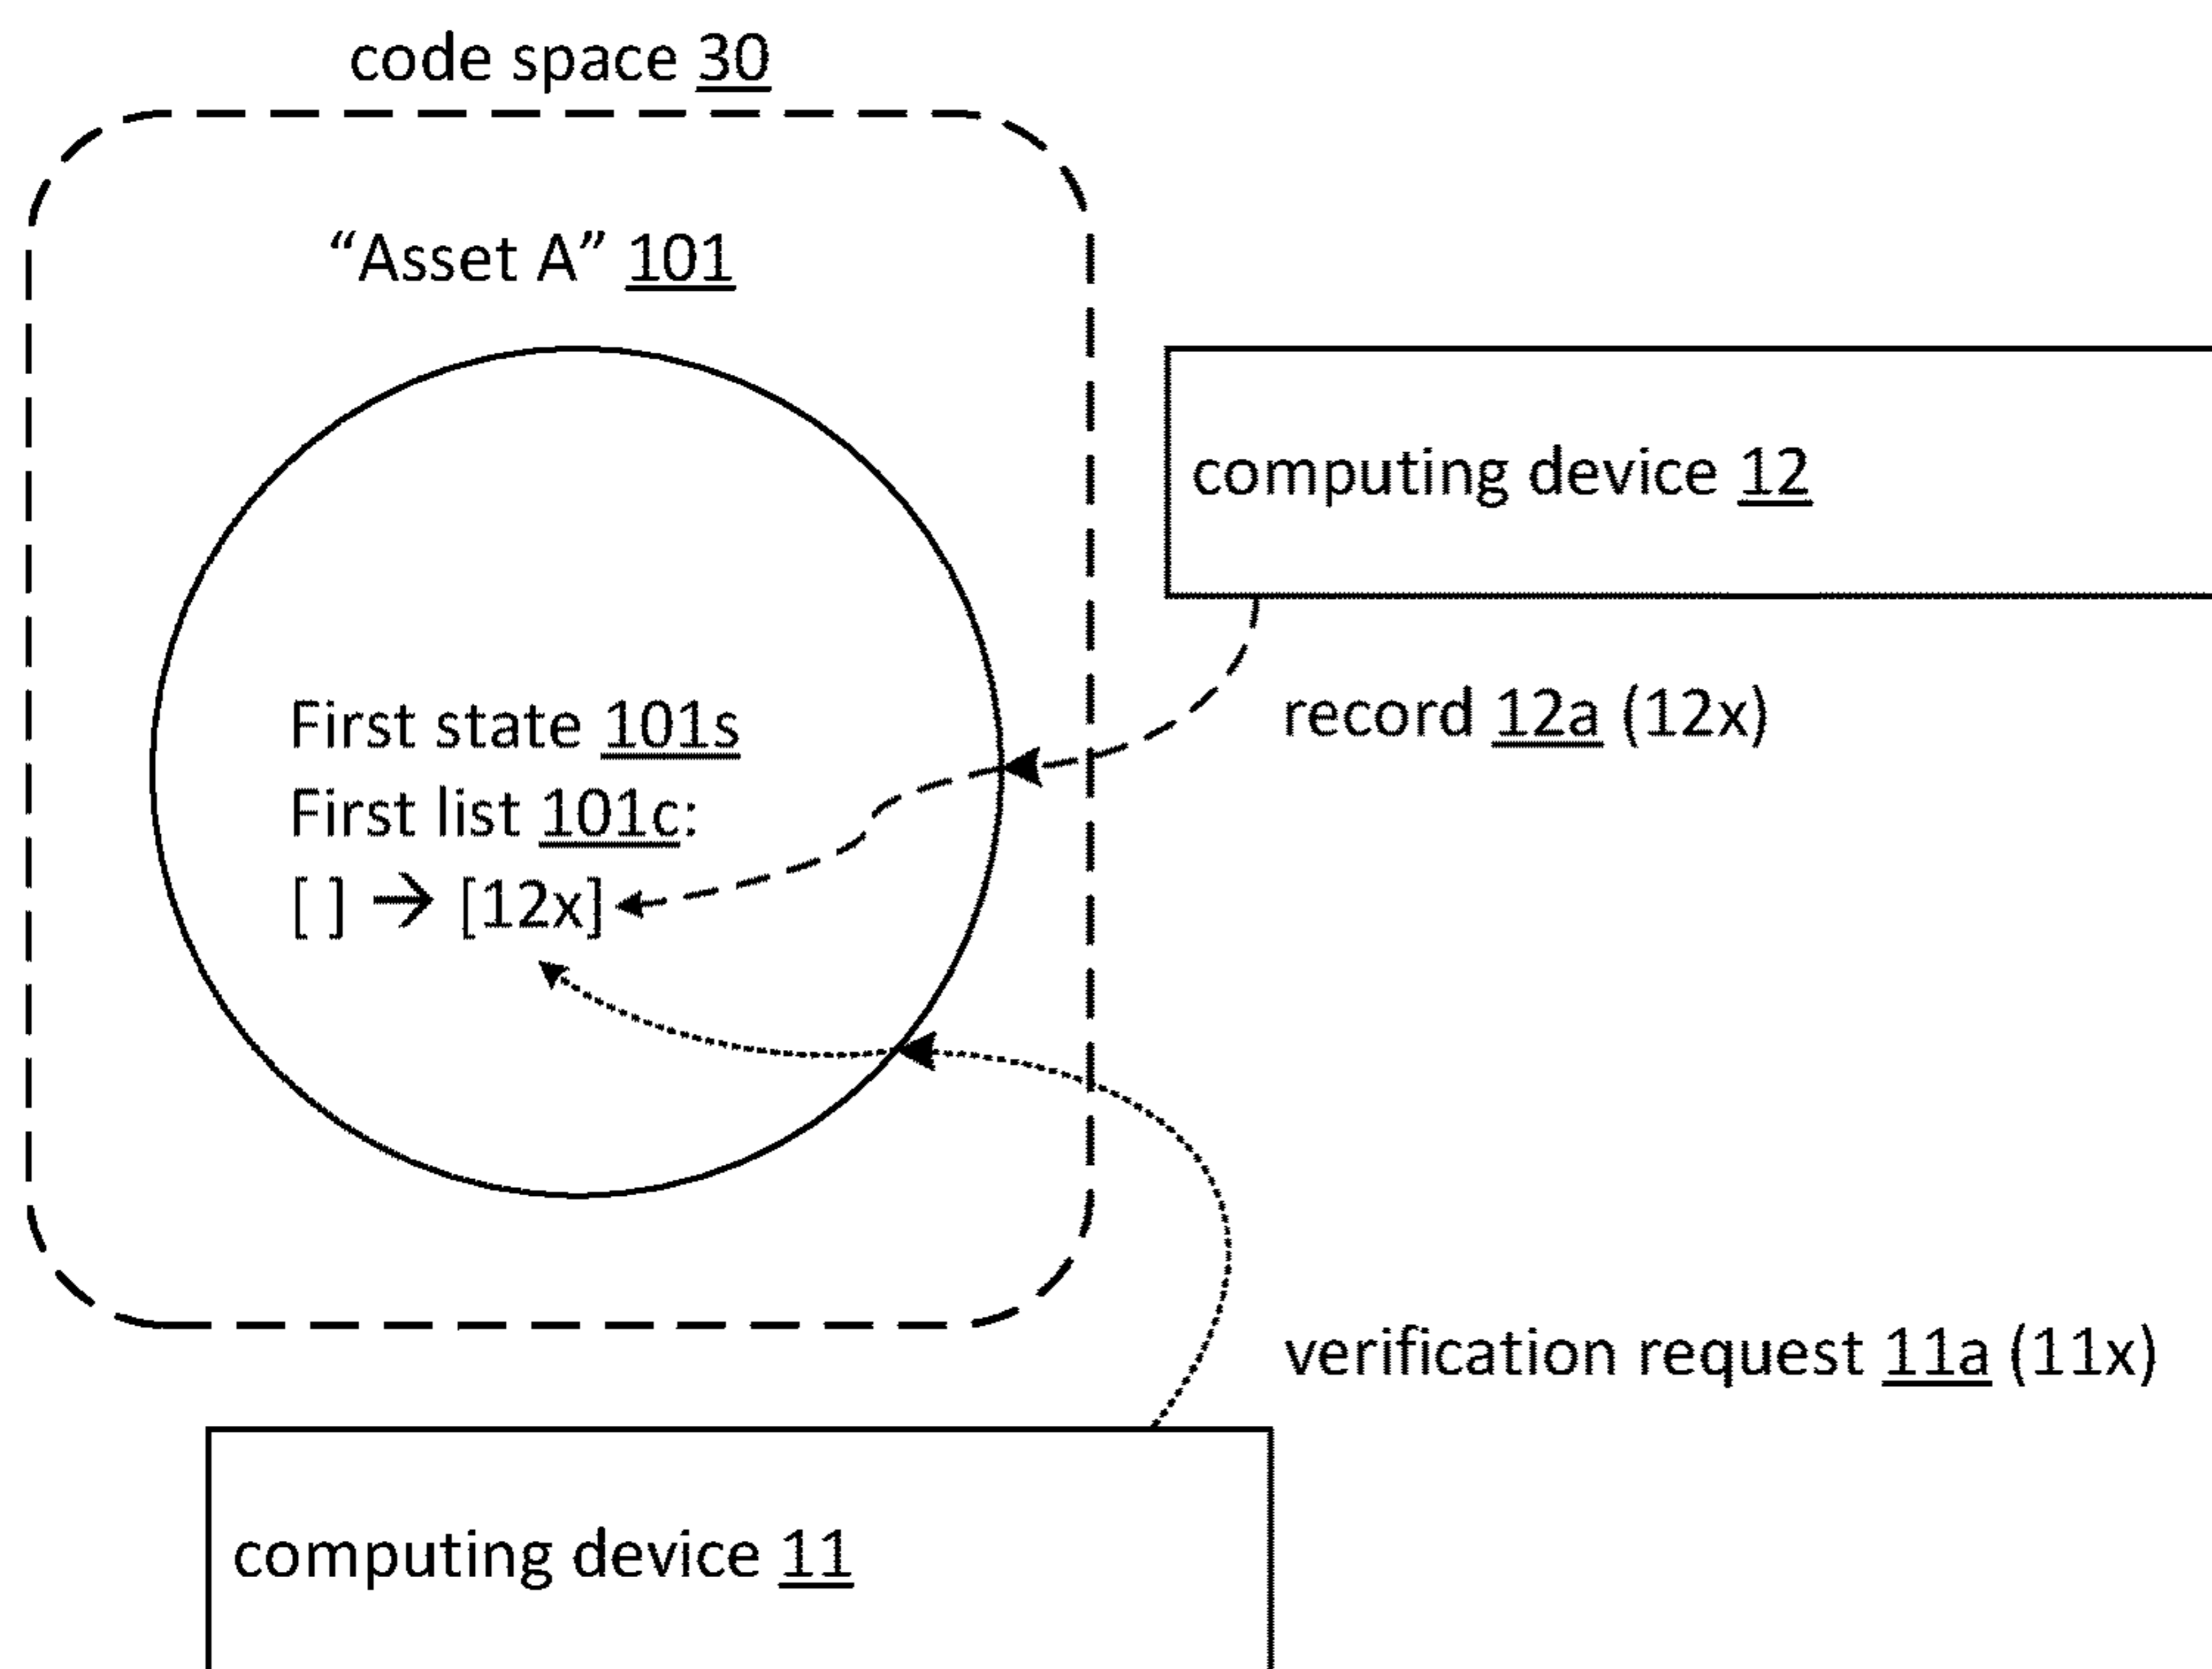 code space 30
“Asset A” 101
computing device 12
First state 101s
record 12a (12x)
First list 101c:
[ ] → [12x]
verification request 11a (11x)
computing device 11